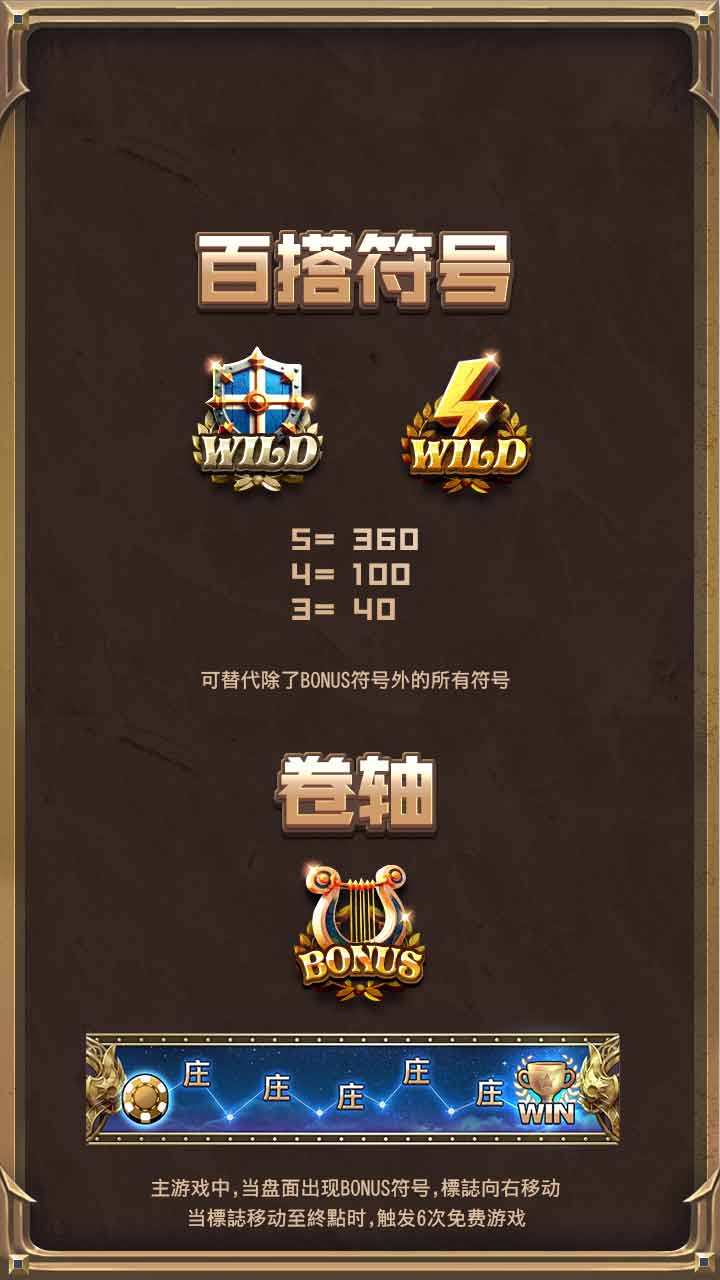 百搭符号
WILD WILD
5= 360
4= 100
3= 40
可替代除了BONUS符号外的所有符号
卷轴
BONUS
庄 庄 庄 庄 庄 WIN
主游戏中,当盘面出现BONUS符号,標誌向右移动
当標誌移动至終點时,触发6次免费游戏